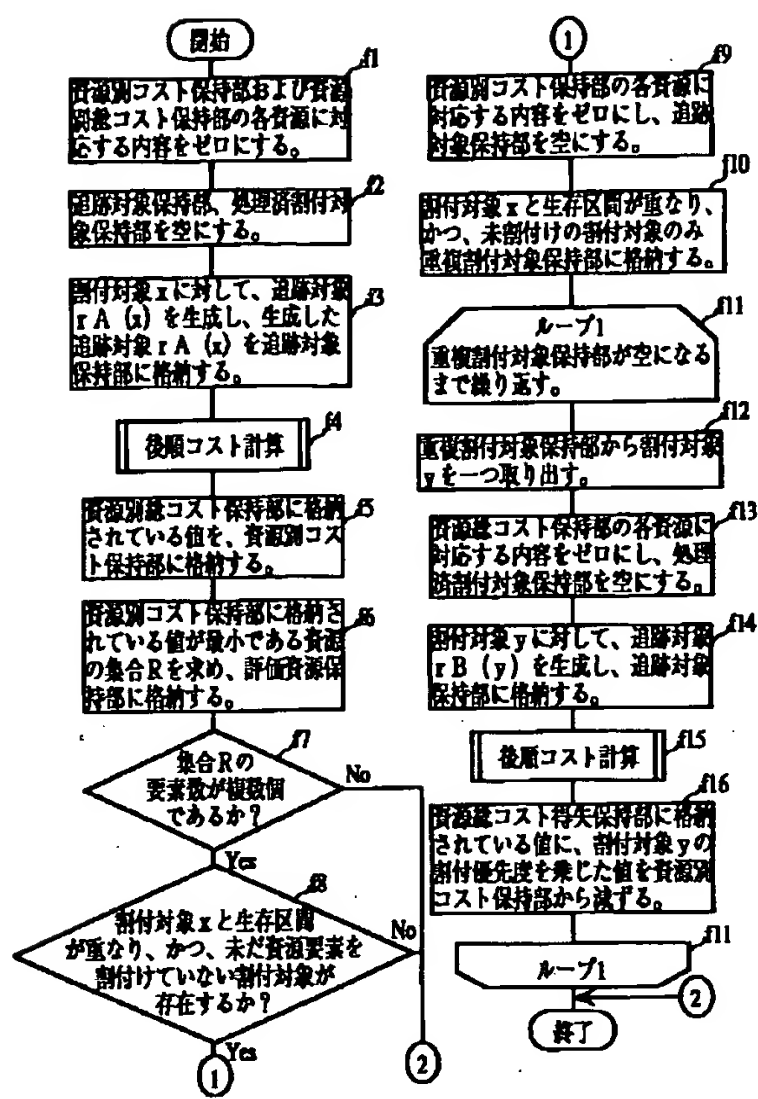 開始
f1
資源別コスト保持部および資源
別総コスト保持部の各資源に対
応する内容をゼロにする。
f2
追跡対象保持部、処理済割付対
象保持部を空にする。
f3
割付対象xに対して、追跡対象
rA(x)を生成し、生成した
追跡対象rA(x)を追跡対象
保持部に格納する。
f4
後順コスト計算
f5
資源別総コスト保持部に格納
されている値を、資源別コス
ト保持部に格納する。
f6
資源別コスト保持部に格納さ
れている値が最小である資源
の集合Rを求め、評価資源保
持部に格納する。
f7
集合Rの
要素数が複数個
であるか?
No
Yes
f8
割付対象xと生存区間
が重なり、かつ、未だ資源要素を
割付けていない割付対象が
存在するか?
No
Yes
1
2
1
f9
資源別コスト保持部の各資源に
対応する内容をゼロにし、追跡
対象保持部を空にする。
f10
割付対象xと生存区間が重なり、
かつ、未割付けの割付対象のみ
重複割付対象保持部に格納する。
f11
ループ1
重複割付対象保持部が空になる
まで繰り返す。
f12
重複割付対象保持部から割付対象
yを一つ取り出す。
f13
資源総コスト保持部の各資源に
対応する内容をゼロにし、処理
済割付対象保持部を空にする。
f14
割付対象yに対して、追跡対象
rB(y)を生成し、追跡対象
保持部に格納する。
f15
後順コスト計算
f16
資源総コスト得失保持部に格納
されている値に、割付対象yの
割付優先度を乗じた値を資源別
コスト保持部から減ずる。
f11
ループ1
2
終了